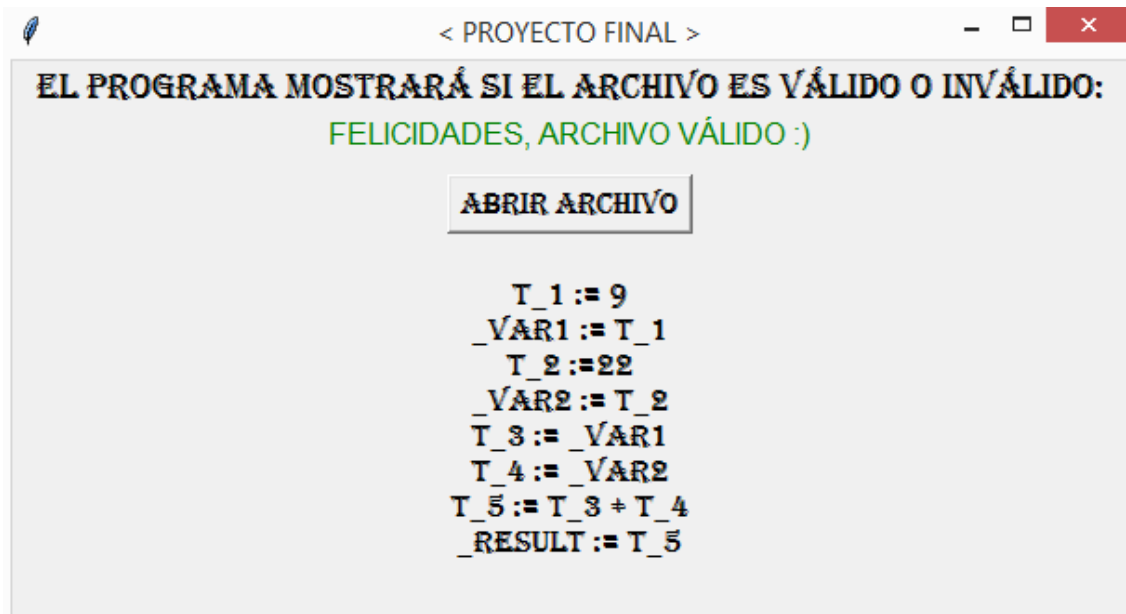 < PROYECTO FINAL >
EL PROGRAMA MOSTRARÁ SI EL ARCHIVO ES VÁLIDO O INVÁLIDO:
FELICIDADES, ARCHIVO VÁLIDO :)
ABRIR ARCHIVO
T_1 := 9
_VAR1 := T_1
T_2 :=22
_VAR2 := T_2
T_3 := _VAR1
T_4 := _VAR2
T_5 := T_3 + T_4
_RESULT := T_5